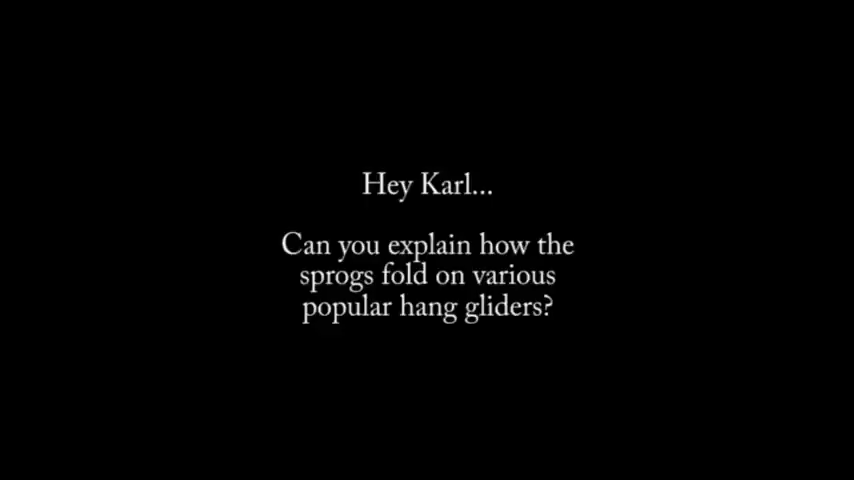 Hey Karl...
Can you explain how the
sprogs fold on various
popular hang gliders?